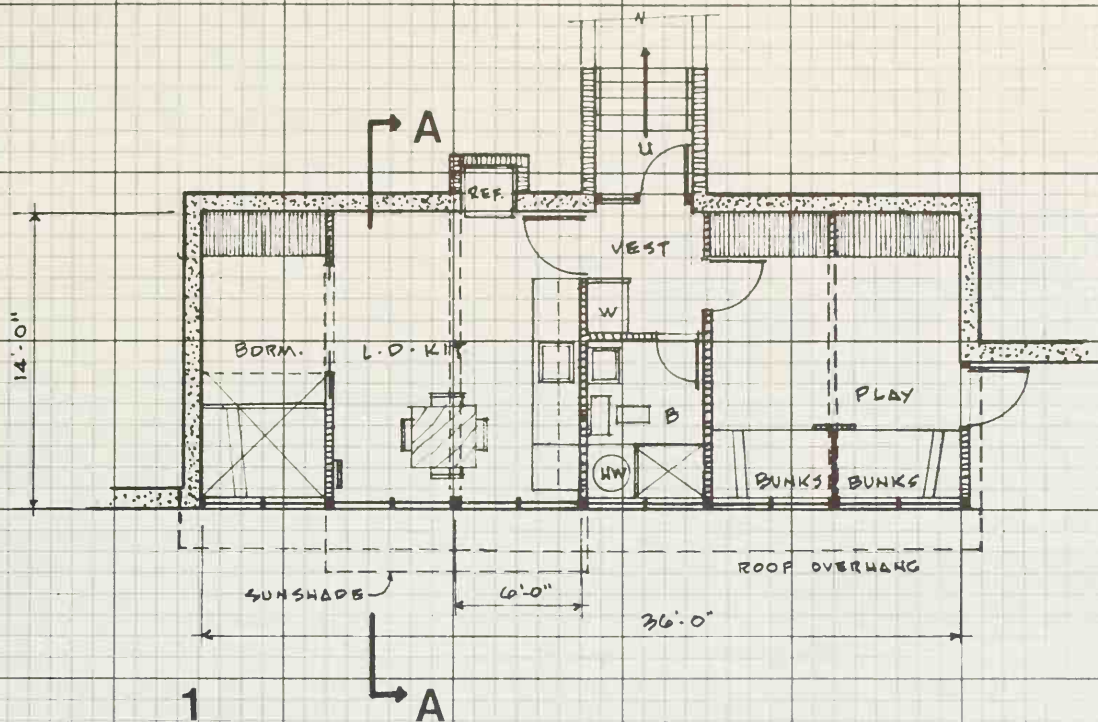 N
A
U
REF.
VEST
W
14'-0"
BDRM.
L·D·KIT
PLAY
B
HW
BUNKS
BUNKS
ROOF OVERHANG
SUNSHADE
6'-0"
36'-0"
1
A